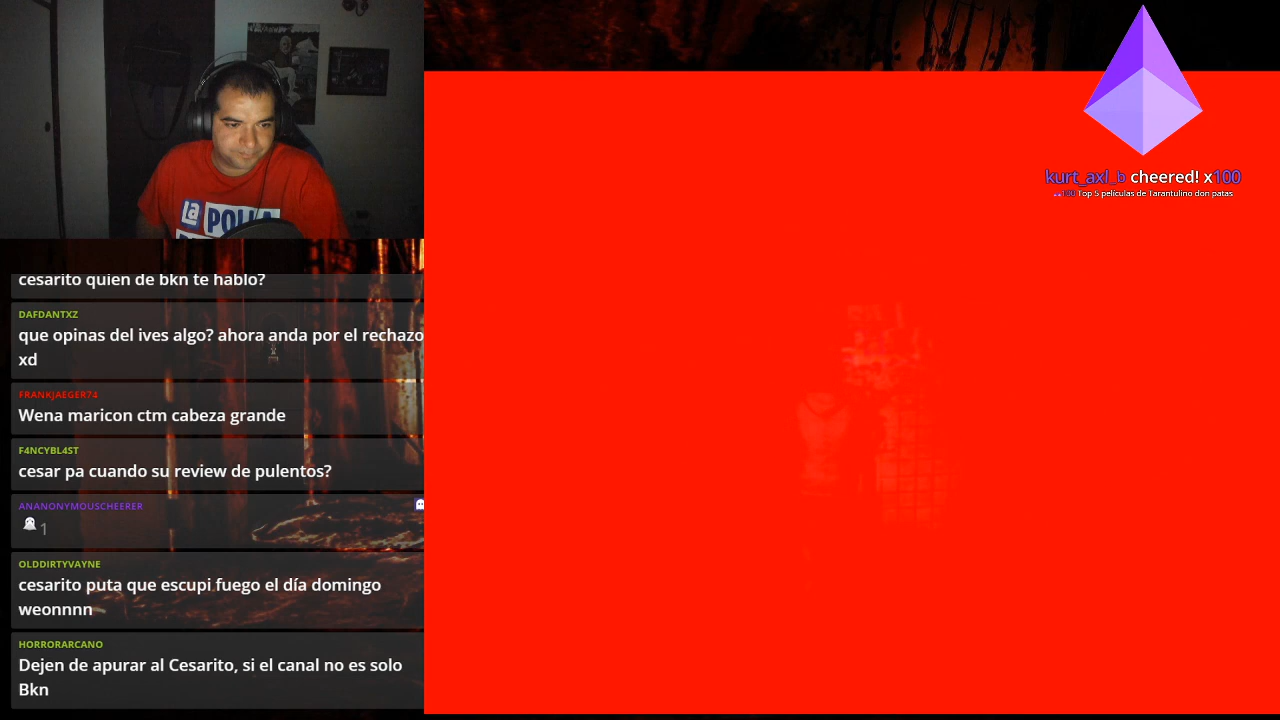 LA POLLA
kurt_axl_b cheered! x100
Top 5 películas de Tarantulino don patas
cesarito quien de bkn te hablo?
DAFDANTXZ
que opinas del ives algo? ahora anda por el rechazo
xd
FRANKJAEGER74
Wena maricon ctm cabeza grande
F4NCYBL4ST
cesar pa cuando su review de pulentos?
ANANONYMOUSCHEERER
1
OLDDIRTYVAYNE
cesarito puta que escupi fuego el día domingo
weonnnn
HORRORARCANO
Dejen de apurar al Cesarito, si el canal no es solo
Bkn